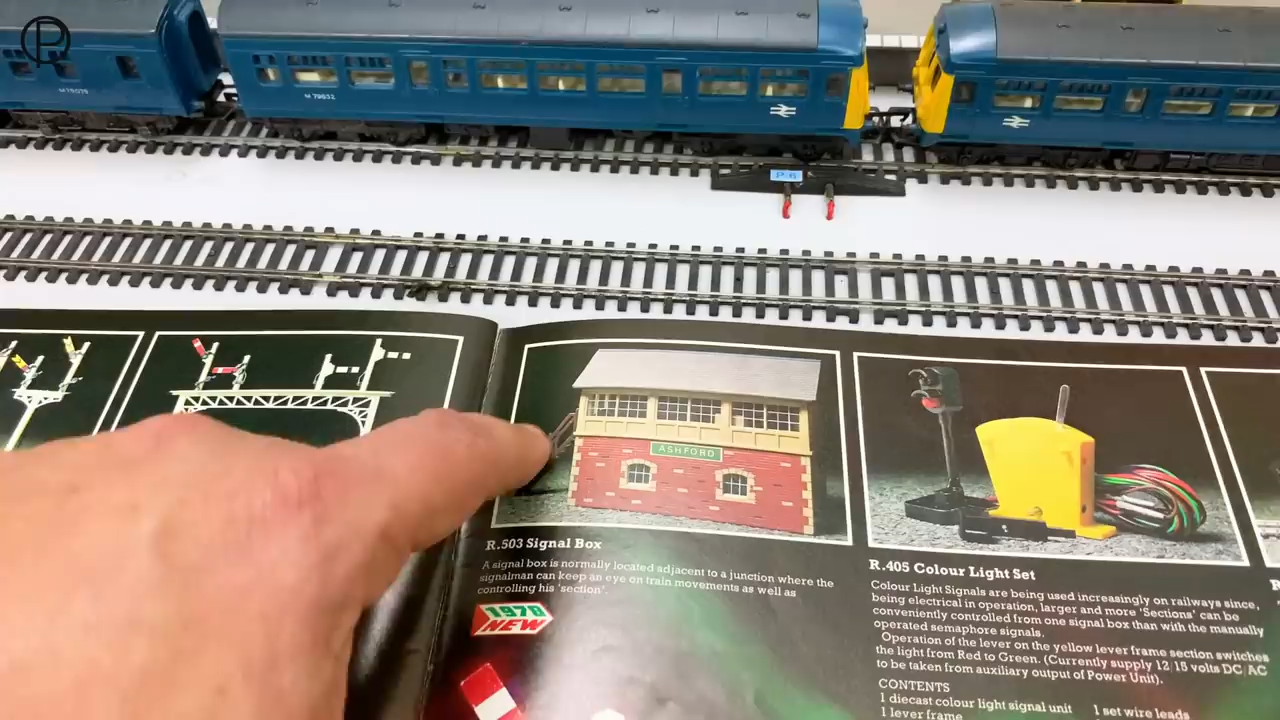 M 79632
ASHFORD
R.503 Signal Box
A signal box is normally located adjacent to a junction where the
signalman can keep an eye on train movements as well as
controlling his 'section'.
1978
NEW
R.405 Colour Light Set
Colour Light Signals are being used increasingly on railways since,
being electrical in operation, larger and more 'Sections' can be
conveniently controlled from one signal box than with the manually
operated semaphore signals.
Operation of the lever on the yellow lever frame section switches
the light from Red to Green. (Currently supply 12/15 volts DC/AC
to be taken from auxiliary output of Power Unit).
CONTENTS
1 diecast colour light signal unit
1 set wire leads
1 lever frame